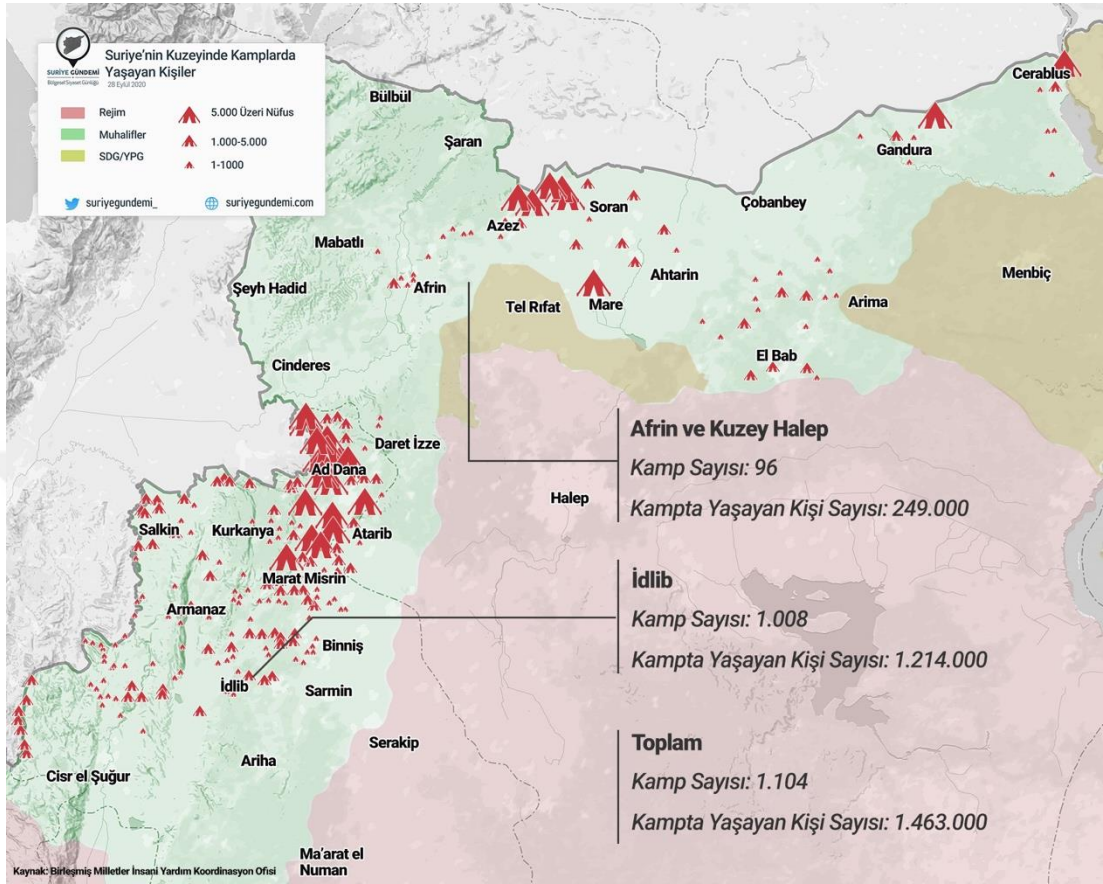 Suriye'nin Kuzeyinde Kamplarda
Yaşayan Kişiler
28 Eylül 2020
SURİYE GÜNDEMİ
Bölgesel Siyaset Günlüğü
Rejim
Muhalifler
SDG/YPG
5.000 Üzeri Nüfus
1.000-5.000
1-1000
suriyegundemi_
suriyegundemi.com
Bülbül
Şaran
Cerablus
Gandura
Azez
Soran
Çobanbey
Mabatlı
Afrin
Ahtarin
Menbiç
Şeyh Hadid
Tel Rıfat
Mare
Arima
Cinderes
El Bab
Afrin ve Kuzey Halep
Kamp Sayısı: 96
Kampta Yaşayan Kişi Sayısı: 249.000
Daret İzze
Ad Dana
Halep
Salkin
Kurkanya
Atarib
Marat Misrin
İdlib
Kamp Sayısı: 1.008
Kampta Yaşayan Kişi Sayısı: 1.214.000
Armanaz
Binniş
İdlib
Sarmin
Serakip
Toplam
Kamp Sayısı: 1.104
Kampta Yaşayan Kişi Sayısı: 1.463.000
Ariha
Cisr el Şuğur
Ma'arat el
Numan
Kaynak: Birleşmiş Milletler İnsani Yardım Koordinasyon Ofisi